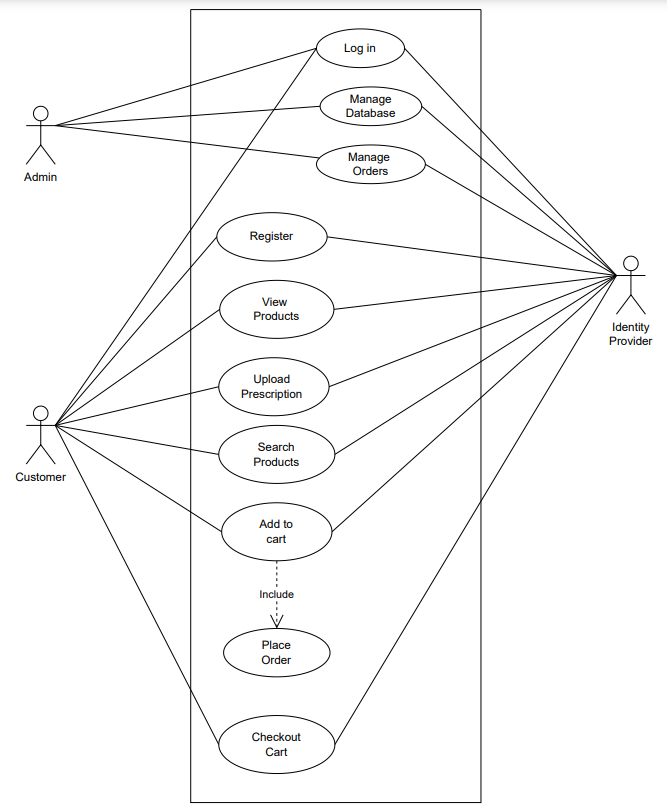 Log in
Manage
Database
Admin
Manage
Orders
Register
View
Products
Identity
Provider
Upload
Prescription
Customer
Search
Products
Add to
cart
Include
Place
Order
Checkout
Cart